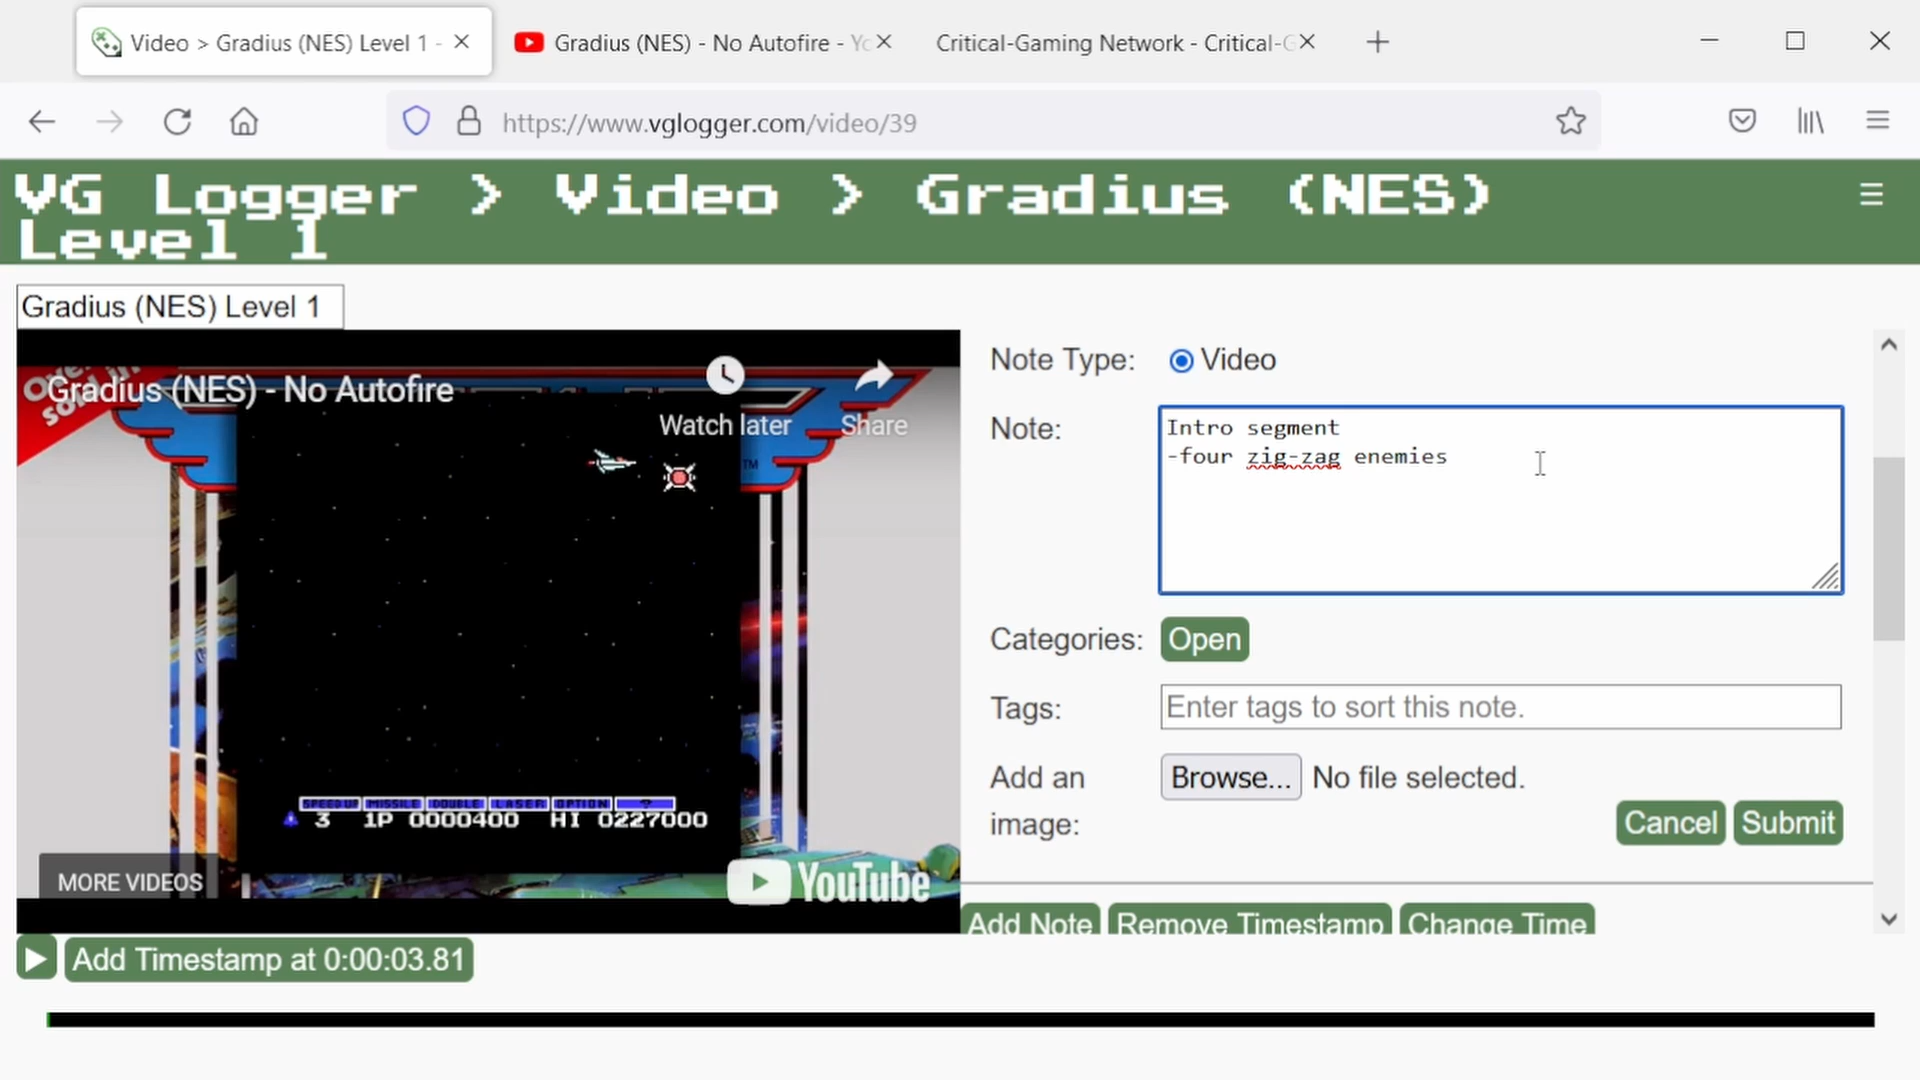 Video > Gradius (NES) Level 1 -
Gradius (NES) - No Autofire -
Critical-Gaming Network - Critical-
https://www.vglogger.com/video/39
VG Logger > Video > Gradius (NES)
Level 1
Gradius (NES) Level 1
Gradius (NES) - No Autofire
Watch later
Share
TM
SPEED UP MISSILE DOUBLE LASER OPTION ?
3 1P 0000400 HI 0227000
MORE VIDEOS
YouTube
Add Timestamp at 0:00:03.81
Note Type:
Video
Note:
Intro segment
-four zig-zag enemies
Categories:
Open
Tags:
Enter tags to sort this note.
Add an
image:
Browse...
No file selected.
Cancel
Submit
Add Note
Remove Timestamp
Change Time